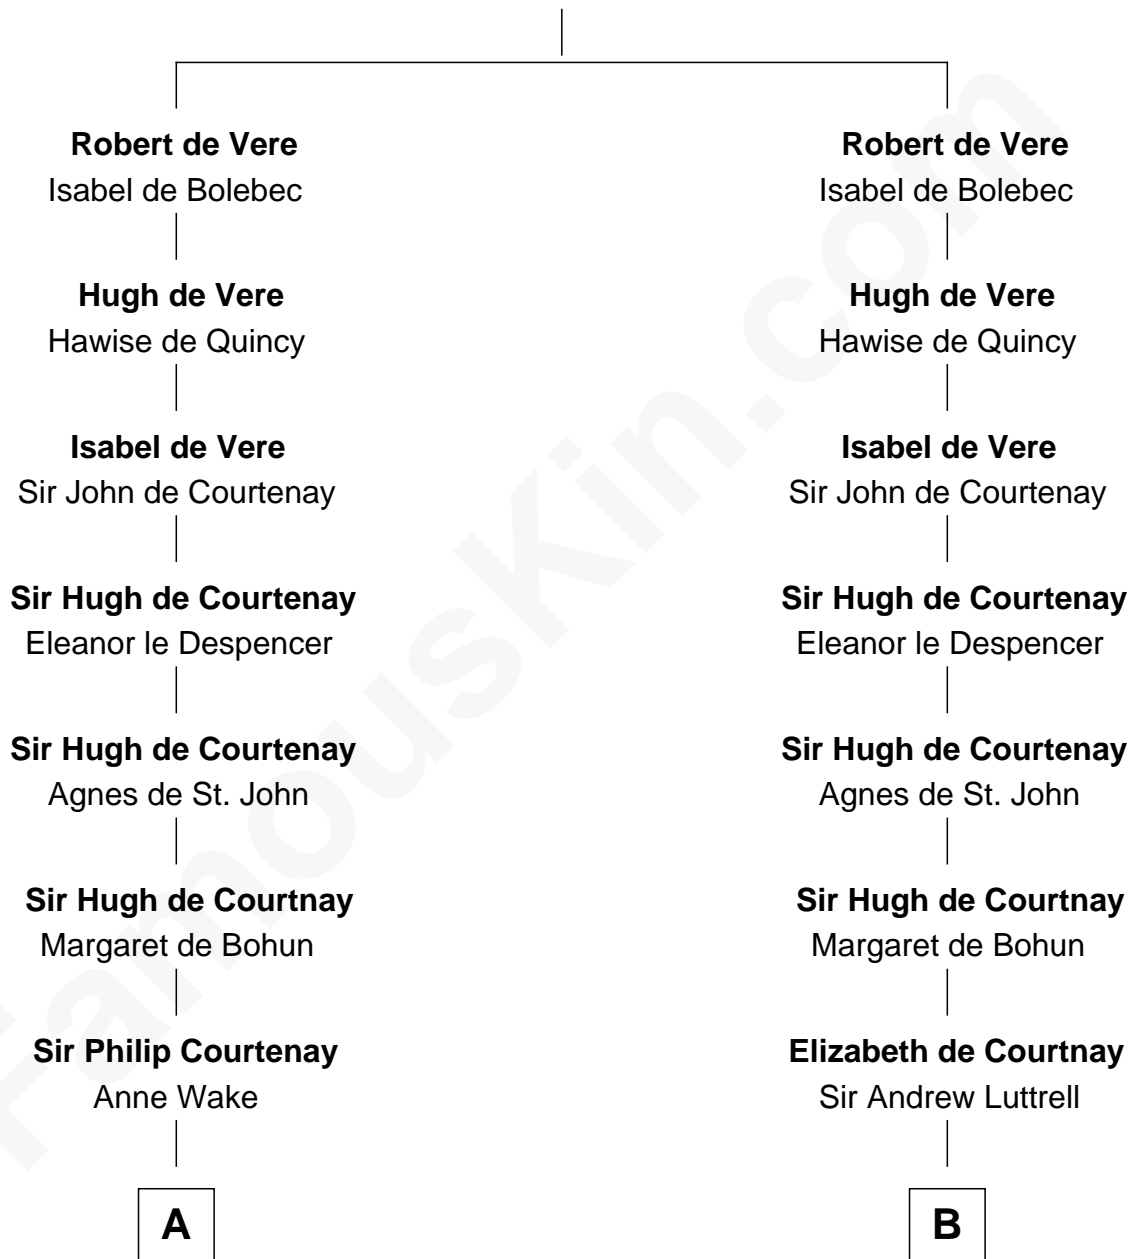 Robert de Vere
Isabel de Bolebec
Hugh de Vere
Hawise de Quincy
Isabel de Vere
Sir John de Courtenay
Sir Hugh de Courtenay
Eleanor le Despencer
Sir Hugh de Courtenay
Agnes de St. John
Sir Hugh de Courtnay
Margaret de Bohun
Sir Philip Courtenay
Anne Wake
A
Robert de Vere
Isabel de Bolebec
Hugh de Vere
Hawise de Quincy
Isabel de Vere
Sir John de Courtenay
Sir Hugh de Courtenay
Eleanor le Despencer
Sir Hugh de Courtenay
Agnes de St. John
Sir Hugh de Courtnay
Margaret de Bohun
Elizabeth de Courtnay
Sir Andrew Luttrell
B
FamousKin.com